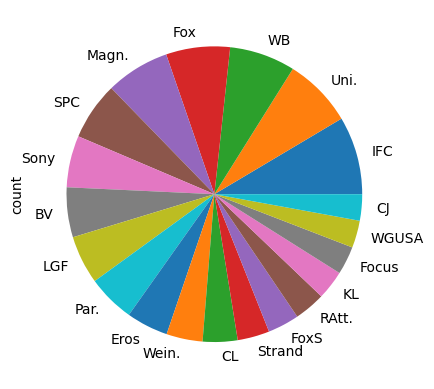 Fox
WB
Magn.
Uni.
SPC
IFC
Sony
count
BV
CJ
WGUSA
LGF
Focus
KL
Par.
RAtt.
Eros
FoxS
Wein.
Strand
CL